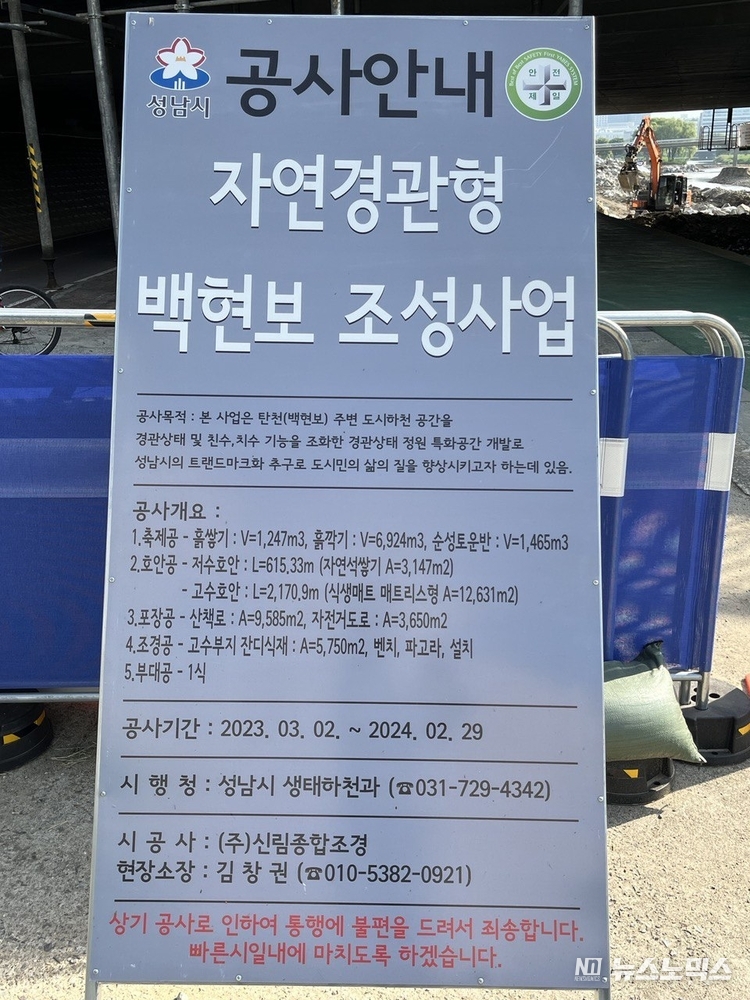 성남시
공사안내
Best of Best SAFETY First TABES SYSTEM
안전
제일
자연경관형
백현보 조성사업
공사목적 : 본 사업은 탄천(백현보) 주변 도시하천 공간을
경관상태 및 친수,치수 기능을 조화한 경관상태 정원 특화공간 개발로
성남시의 트랜드마크화 추구로 도시민의 삶의 질을 향상시키고자 하는데 있음.
공사개요 :
1.축제공 - 흙쌓기 : V=1,247m3, 흙깍기 : V=6,924m3, 순성토운반 : V=1,465m3
2.호안공 - 저수호안 : L=615,33m (자연석쌓기 A=3,147m2)
- 고수호안 : L=2,170,9m (식생매트 매트리스형 A=12,631m2)
3.포장공 - 산책로 : A=9,585m2, 자전거도로 : A=3,650m2
4.조경공 - 고수부지 잔디식재 : A=5,750m2, 벤치, 파고라, 설치
5.부대공 - 1식
공사기간 : 2023. 03. 02. ~ 2024. 02. 29
시 행 청 : 성남시 생태하천과 (☎031-729-4342)
시 공 사 : (주)신림종합조경
현장소장 : 김 창 권 (☎010-5382-0921)
상기 공사로 인하여 통행에 불편을 드려서 죄송합니다.
빠른시일내에 마치도록 하겠습니다.
뉴스노믹스